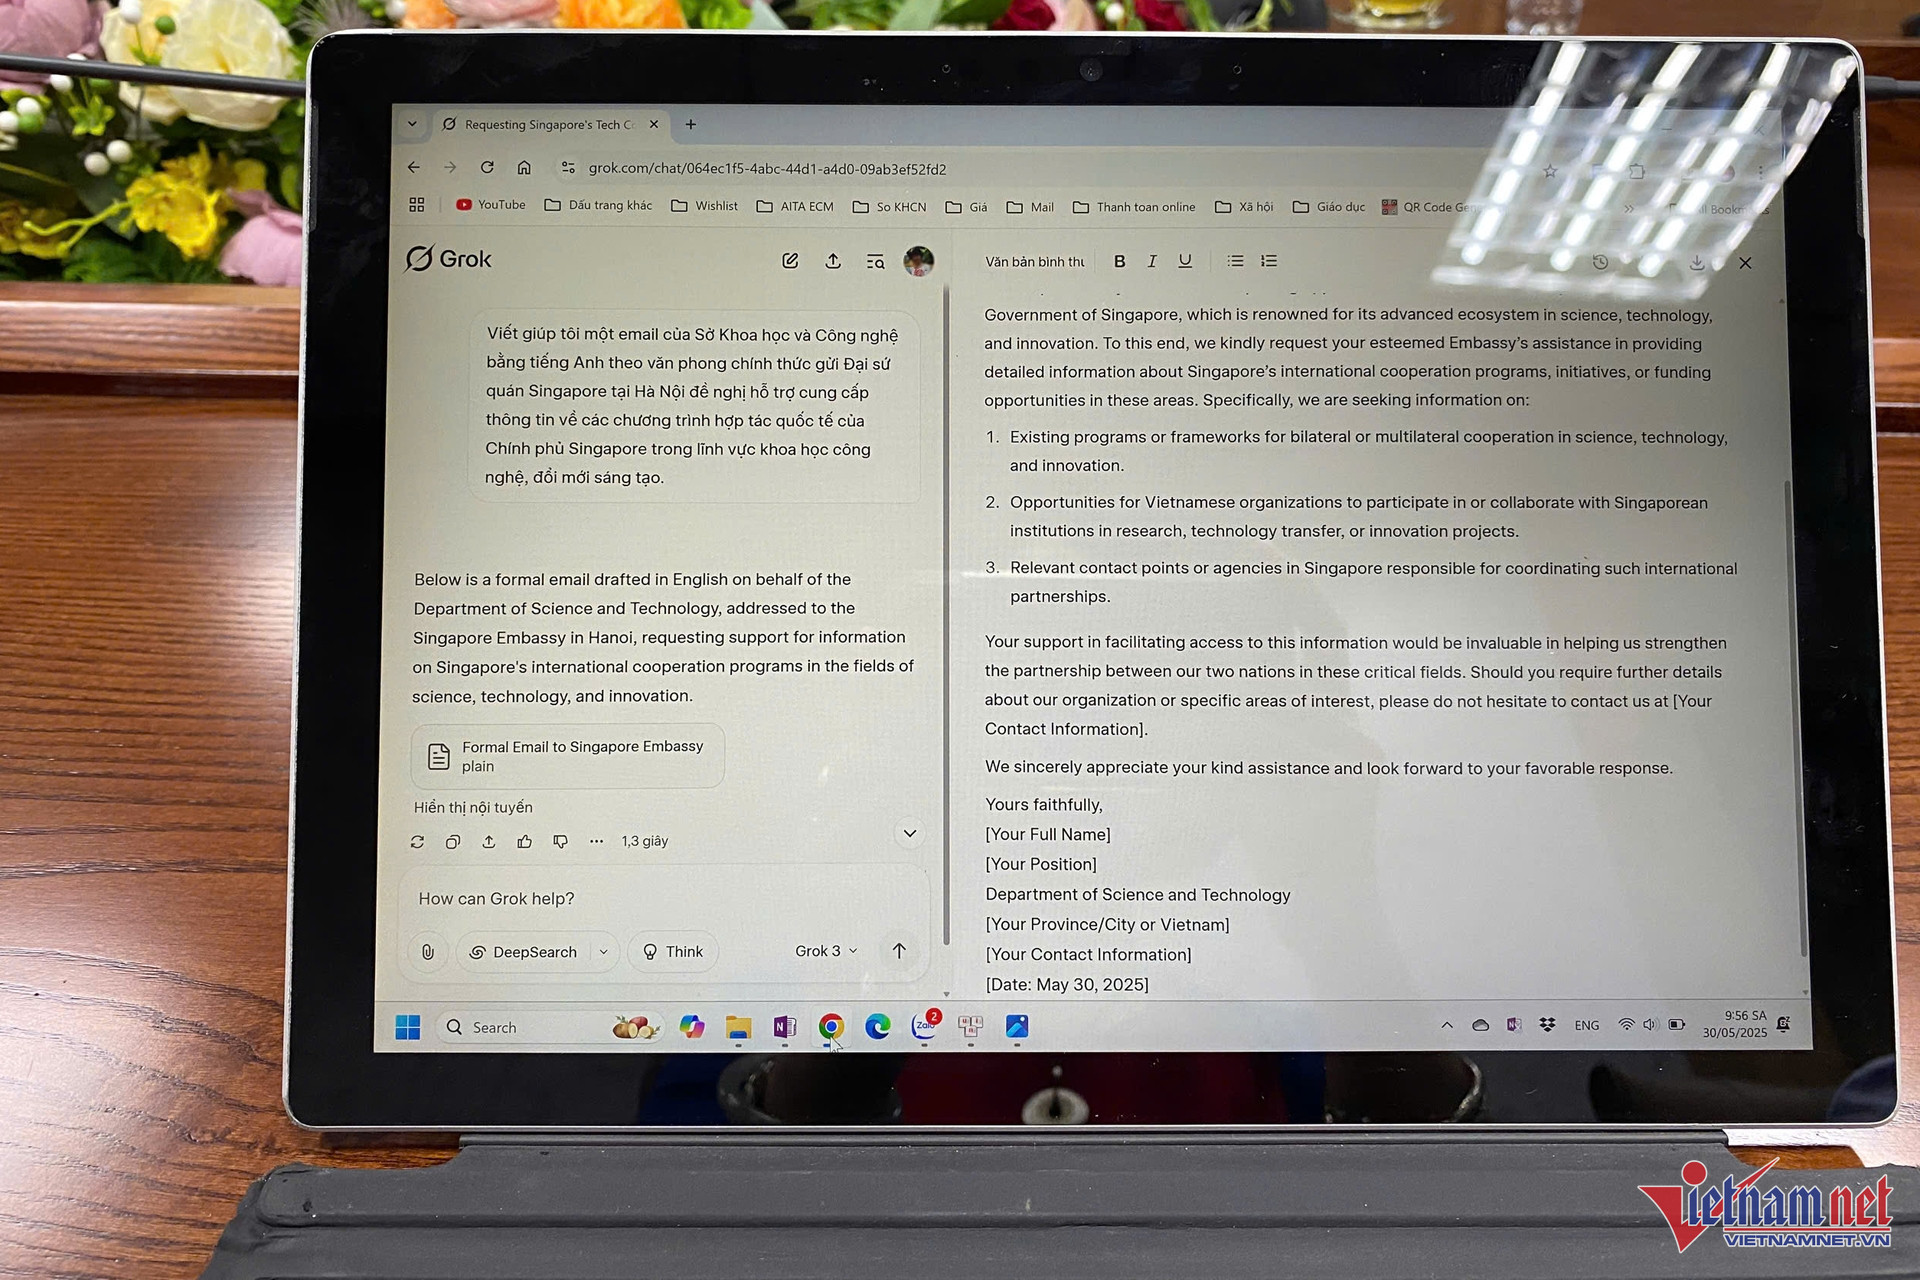 Requesting Singapore's Tech C
grok.com/chat/064ec1f5-4abc-44d1-a4d0-09ab3ef52fd2
YouTube
Dấu trang khác
Wishlist
AITA ECM
So KHCN
Giá
Mail
Thanh toan online
Xã hội
Giáo dục
QR Code Gen
Grok
Viết giúp tôi một email của Sở Khoa học và Công nghệ
bằng tiếng Anh theo văn phong chính thức gửi Đại sứ
quán Singapore tại Hà Nội đề nghị hỗ trợ cung cấp
thông tin về các chương trình hợp tác quốc tế của
Chính phủ Singapore trong lĩnh vực khoa học công
nghệ, đổi mới sáng tạo.
Below is a formal email drafted in English on behalf of the
Department of Science and Technology, addressed to the
Singapore Embassy in Hanoi, requesting support for information
on Singapore's international cooperation programs in the fields of
science, technology, and innovation.
Formal Email to Singapore Embassy
plain
Hiển thị nội tuyến
1,3 giây
How can Grok help?
DeepSearch
Think
Grok 3
Văn bản bình thư
B I U
Government of Singapore, which is renowned for its advanced ecosystem in science, technology,
and innovation. To this end, we kindly request your esteemed Embassy's assistance in providing
detailed information about Singapore's international cooperation programs, initiatives, or funding
opportunities in these areas. Specifically, we are seeking information on:
1. Existing programs or frameworks for bilateral or multilateral cooperation in science, technology,
and innovation.
2. Opportunities for Vietnamese organizations to participate in or collaborate with Singaporean
institutions in research, technology transfer, or innovation projects.
3. Relevant contact points or agencies in Singapore responsible for coordinating such international
partnerships.
Your support in facilitating access to this information would be invaluable in helping us strengthen
the partnership between our two nations in these critical fields. Should you require further details
about our organization or specific areas of interest, please do not hesitate to contact us at [Your
Contact Information].
We sincerely appreciate your kind assistance and look forward to your favorable response.
Yours faithfully,
[Your Full Name]
[Your Position]
Department of Science and Technology
[Your Province/City or Vietnam]
[Your Contact Information]
[Date: May 30, 2025]
Search
Zalo
2
ENG
9:56 SA
30/05/2025
Vietnamnet
VIETNAMNET.VN